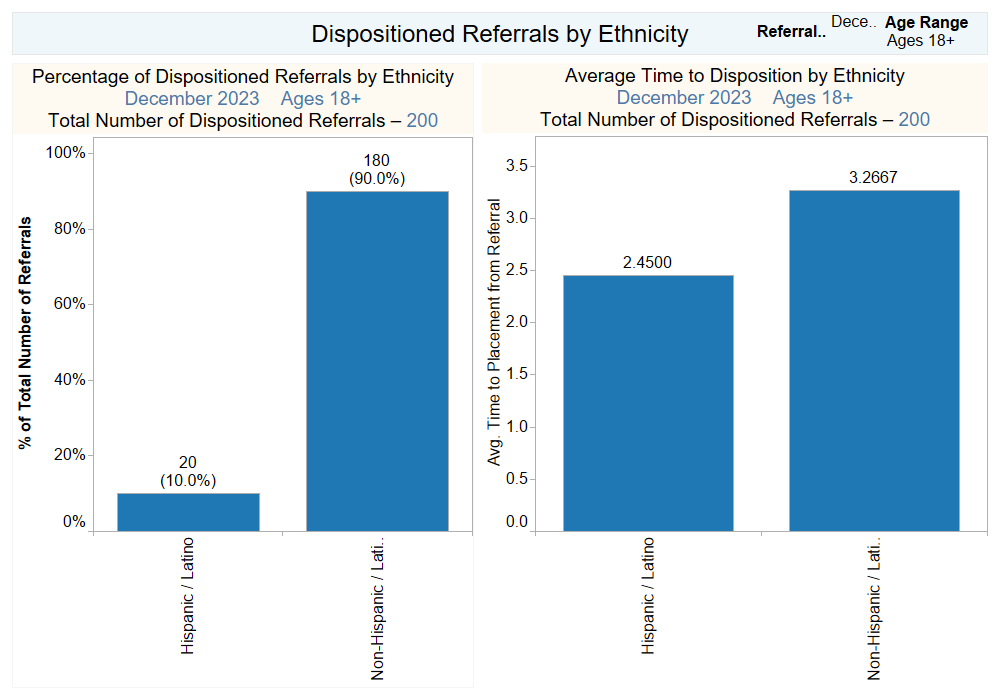 Dispositioned Referrals by Ethnicity
Referral..
Dece..
Age Range
Ages 18+
Percentage of Dispositioned Referrals by Ethnicity
December 2023 Ages 18+
Total Number of Dispositioned Referrals – 200
% of Total Number of Referrals
100%
80%
60%
40%
20%
0%
20
(10.0%)
180
(90.0%)
Hispanic / Latino
Non-Hispanic / Lati..
Average Time to Disposition by Ethnicity
December 2023 Ages 18+
Total Number of Dispositioned Referrals – 200
Avg. Time to Placement from Referral
3.5
3.0
2.5
2.0
1.5
1.0
0.5
0.0
2.4500
3.2667
Hispanic / Latino
Non-Hispanic / Lati..